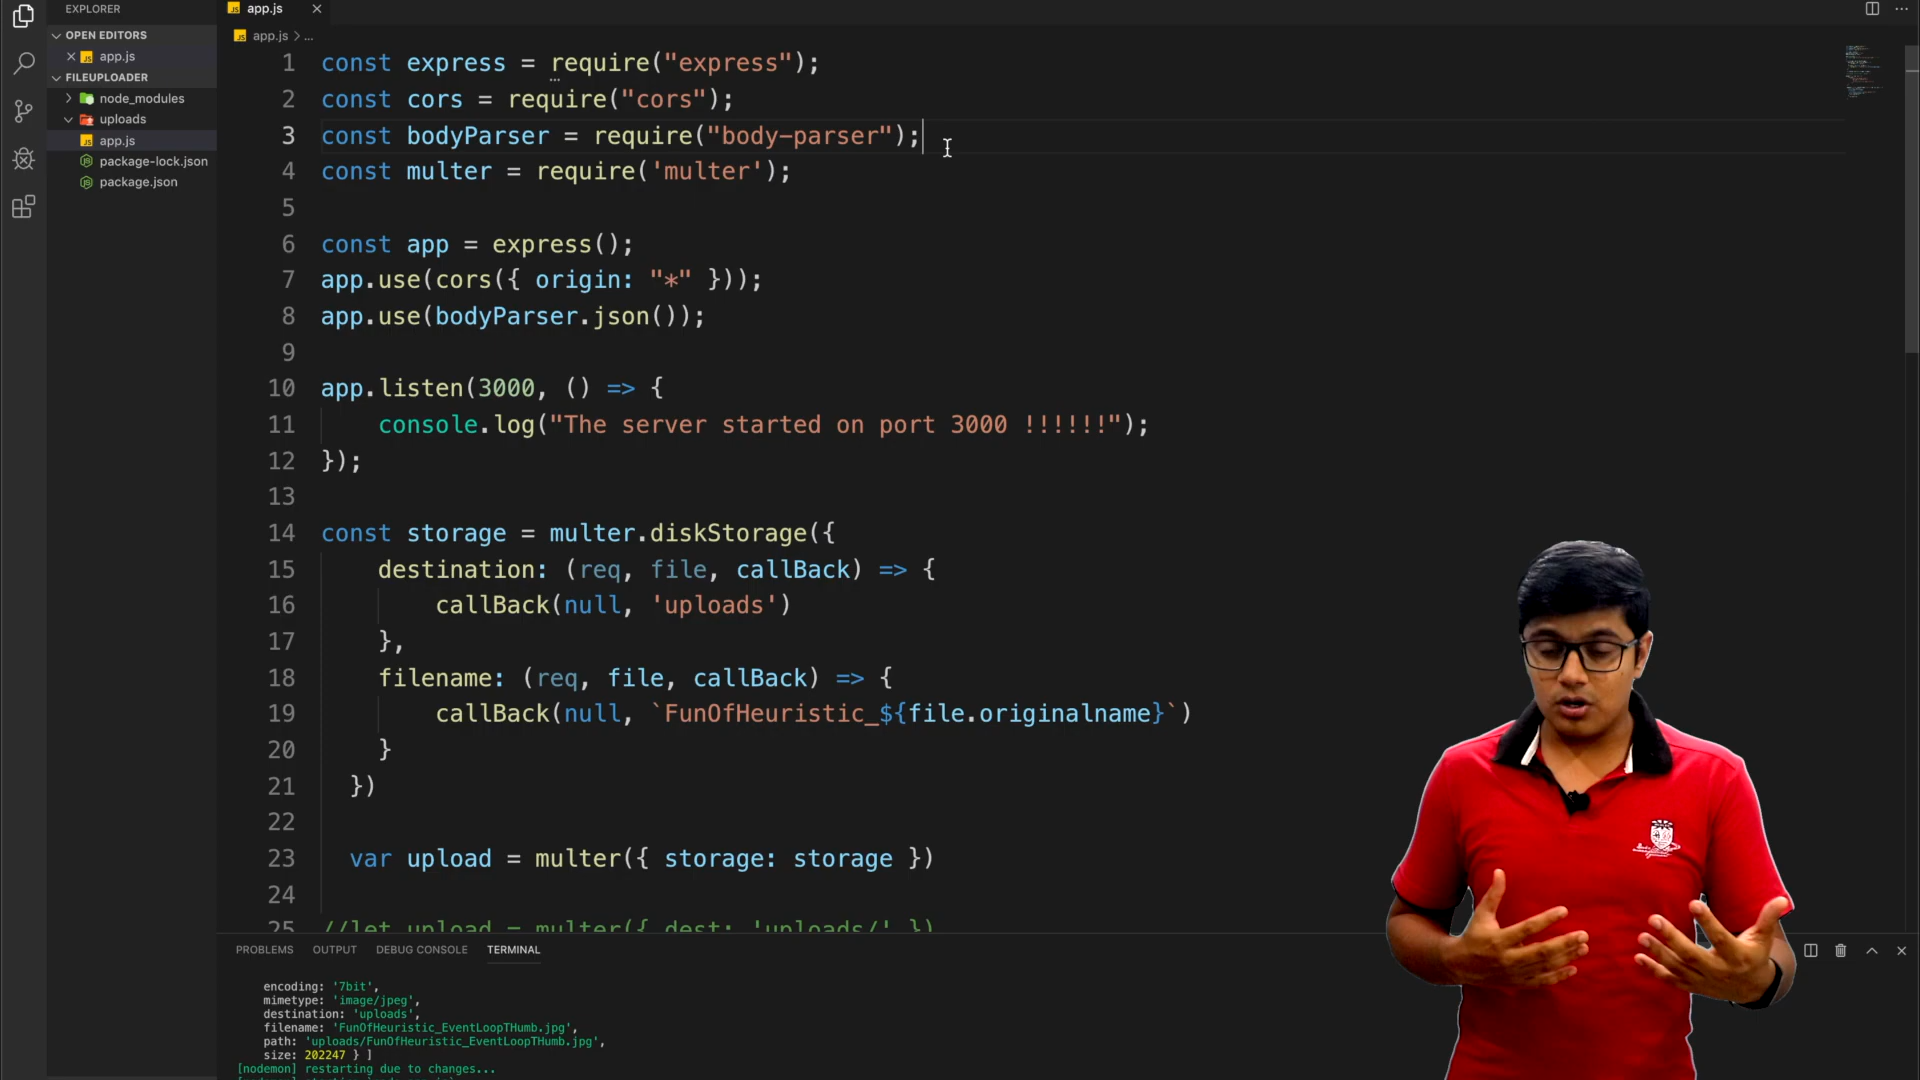 EXPLORER
OPEN EDITORS
app.js
FILEUPLOADER
node_modules
uploads
app.js
package-lock.json
package.json
app.js
app.js > ...
1 const express = require("express");
2 const cors = require("cors");
3 const bodyParser = require("body-parser");
4 const multer = require('multer');
5
6 const app = express();
7 app.use(cors({ origin: "*" }));
8 app.use(bodyParser.json());
9
10 app.listen(3000, () => {
11 console.log("The server started on port 3000 !!!!!!");
12 });
13
14 const storage = multer.diskStorage({
15 destination: (req, file, callBack) => {
16 callBack(null, 'uploads')
17 },
18 filename: (req, file, callBack) => {
19 callBack(null, `FunOfHeuristic_${file.originalname}`)
20 }
21 })
22
23 var upload = multer({ storage: storage })
24
25 //let upload = multer({ dest: 'uploads/' })
PROBLEMS OUTPUT DEBUG CONSOLE TERMINAL
encoding: '7bit',
mimetype: 'image/jpeg',
destination: 'uploads',
filename: 'FunOfHeuristic_EventLoopTHumb.jpg',
path: 'uploads/FunOfHeuristic_EventLoopTHumb.jpg',
size: 202247 } ]
[nodemon] restarting due to changes...